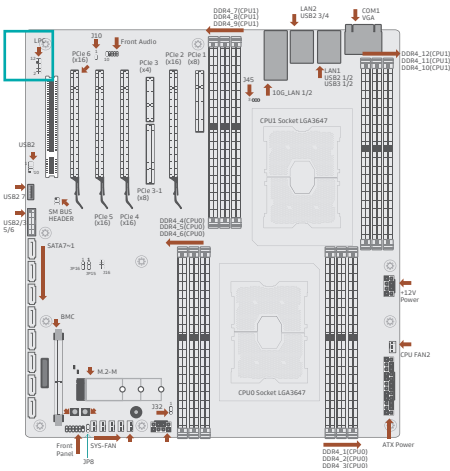 DDR4_7(CPU1)
DDR4_8(CPU1)
DDR4_9(CPU1)
LAN2
USB2 3/4
COM1
VGA
J10
Front Audio
LPC
PCIe 6
(x16)
PCIe 3
(x4)
PCIe 2
(x16)
PCIe 1
(x8)
LAN1
USB2 1/2
USB3 1/2
DDR4_12(CPU1)
DDR4_11(CPU1)
DDR4_10(CPU1)
J45
10G_LAN 1/2
CPU1 Socket LGA3647
USB2
USB2 7
PCIe 3-1
(x8)
SM BUS
HEADER
PCIe 5
(x16)
PCIe 4
(x16)
USB2/3
5/6
DDR4_4(CPU0)
DDR4_5(CPU0)
DDR4_6(CPU0)
SATA7~1
JP16
JP15
J16
+12V
Power
BMC
CPU FAN2
M.2-M
CPU0 Socket LGA3647
J32
Front
Panel
SYS-FAN
JP8
ATX Power
DDR4_1(CPU0)
DDR4_2(CPU0)
DDR4_3(CPU0)